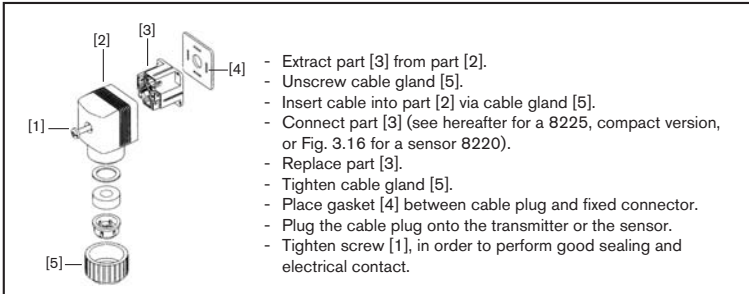 [3]
[2]
[4]
[1]
[5]
- Extract part [3] from part [2].
- Unscrew cable gland [5].
- Insert cable into part [2] via cable gland [5].
- Connect part [3] (see hereafter for a 8225, compact version,
or Fig. 3.16 for a sensor 8220).
- Replace part [3].
- Tighten cable gland [5].
- Place gasket [4] between cable plug and fixed connector.
- Plug the cable plug onto the transmitter or the sensor.
- Tighten screw [1], in order to perform good sealing and
electrical contact.